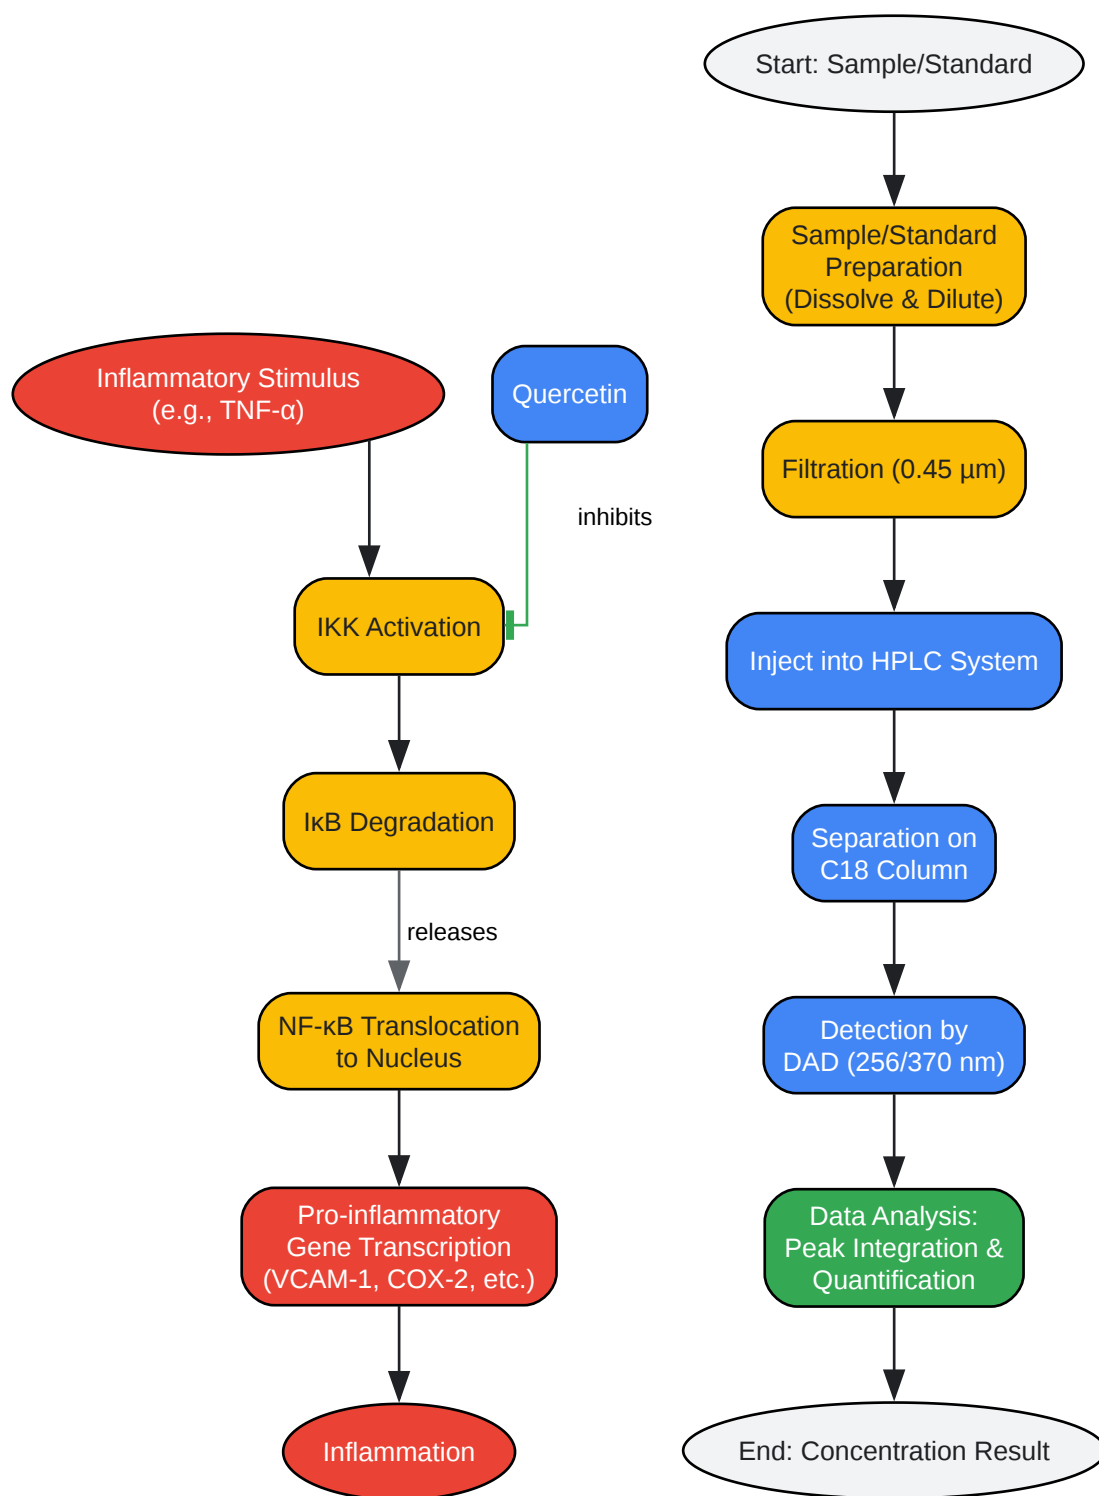 Inflammatory Stimulus
(e.g., TNF-α)
Quercetin
inhibits
IKK Activation
IκB Degradation
releases
NF-κB Translocation
to Nucleus
Pro-inflammatory
Gene Transcription
(VCAM-1, COX-2, etc.)
Inflammation
Start: Sample/Standard
Sample/Standard
Preparation
(Dissolve & Dilute)
Filtration (0.45 µm)
Inject into HPLC System
Separation on
C18 Column
Detection by
DAD (256/370 nm)
Data Analysis:
Peak Integration &
Quantification
End: Concentration Result